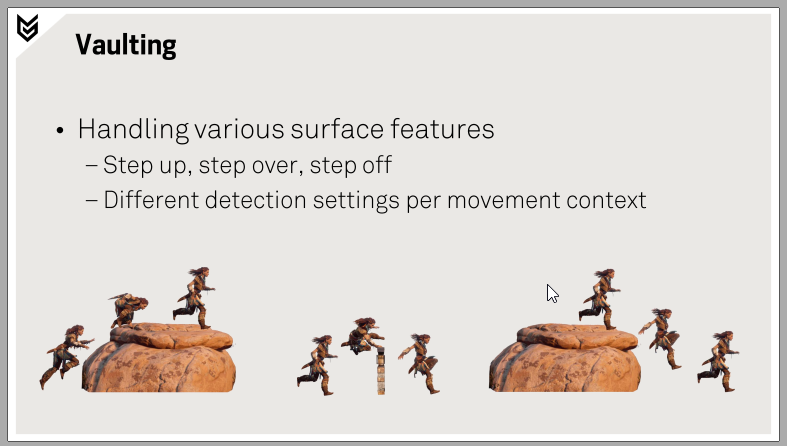 Vaulting
• Handling various surface features
– Step up, step over, step off
– Different detection settings per movement context